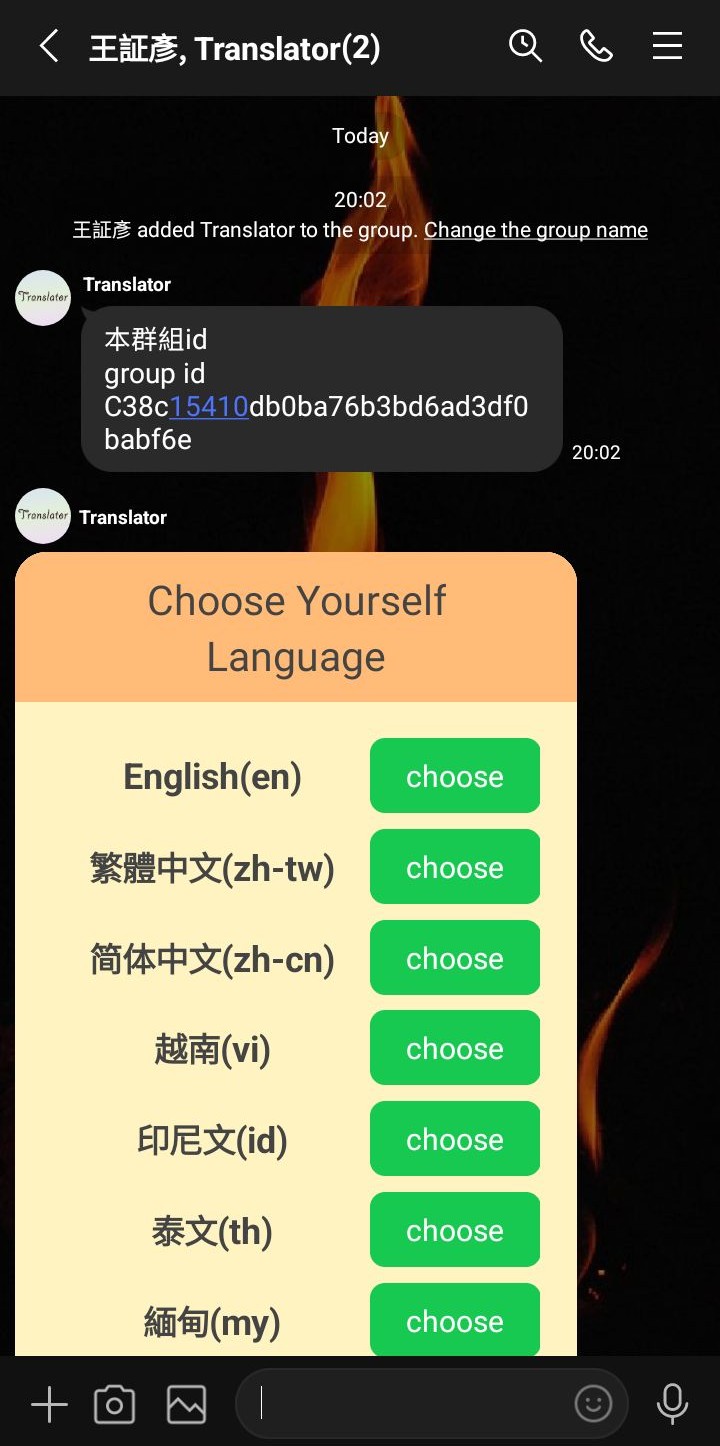 王証彥, Translator(2)
Today
20:02
王証彥 added Translator to the group. Change the group name
Translator
Translator
本群組id
group id
C38c15410db0ba76b3bd6ad3df0
babf6e
20:02
Translator
Translator
Choose Yourself
Language
English(en) choose
繁體中文(zh-tw) choose
简体中文(zh-cn) choose
越南(vi) choose
印尼文(id) choose
泰文(th) choose
緬甸(my) choose